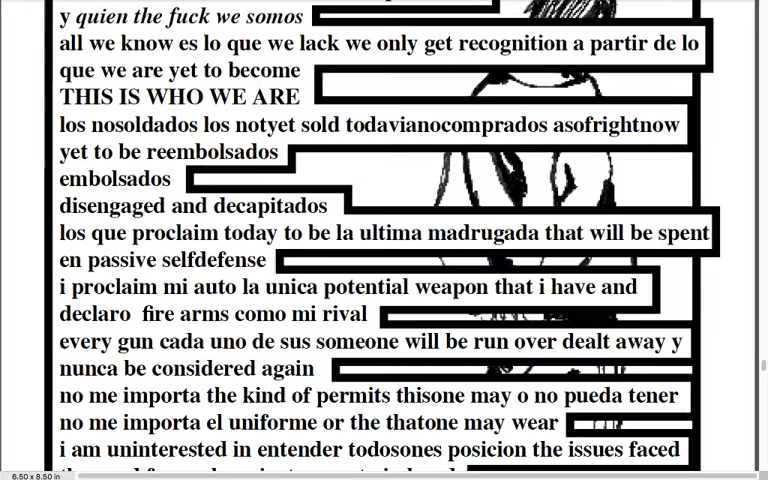 y quien the fuck we somos
all we know es lo que we lack we only get recognition a partir de lo
que we are yet to become
THIS IS WHO WE ARE
los nosoldados los notyet sold todavianocomprados asofrightnow
yet to be reembolsados
embolsados
disengaged and decapitados
los que proclaim today to be la ultima madrugada that will be spent
en passive selfdefense
i proclaim mi auto la unica potential weapon that i have and
declaro fire arms como mi rival
every gun cada uno de sus someone will be run over dealt away y
nunca be considered again
no me importa the kind of permits thisone may o no pueda tener
no me importa el uniforme or the thatone may wear
i am uninterested in entender todosones posicion the issues faced
6.50 x 8.50 in